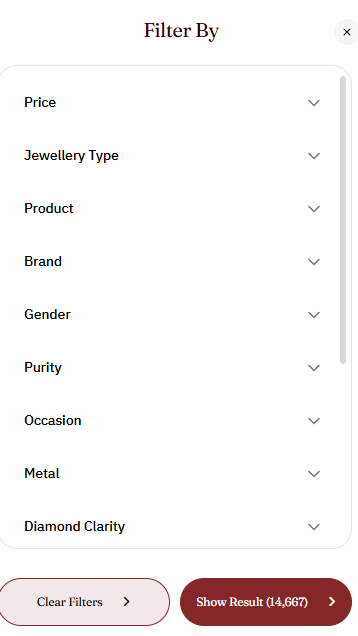 Filter By
Price
Jewellery Type
Product
Brand
Gender
Purity
Occasion
Metal
Diamond Clarity
Clear Filters
Show Result (14,667)